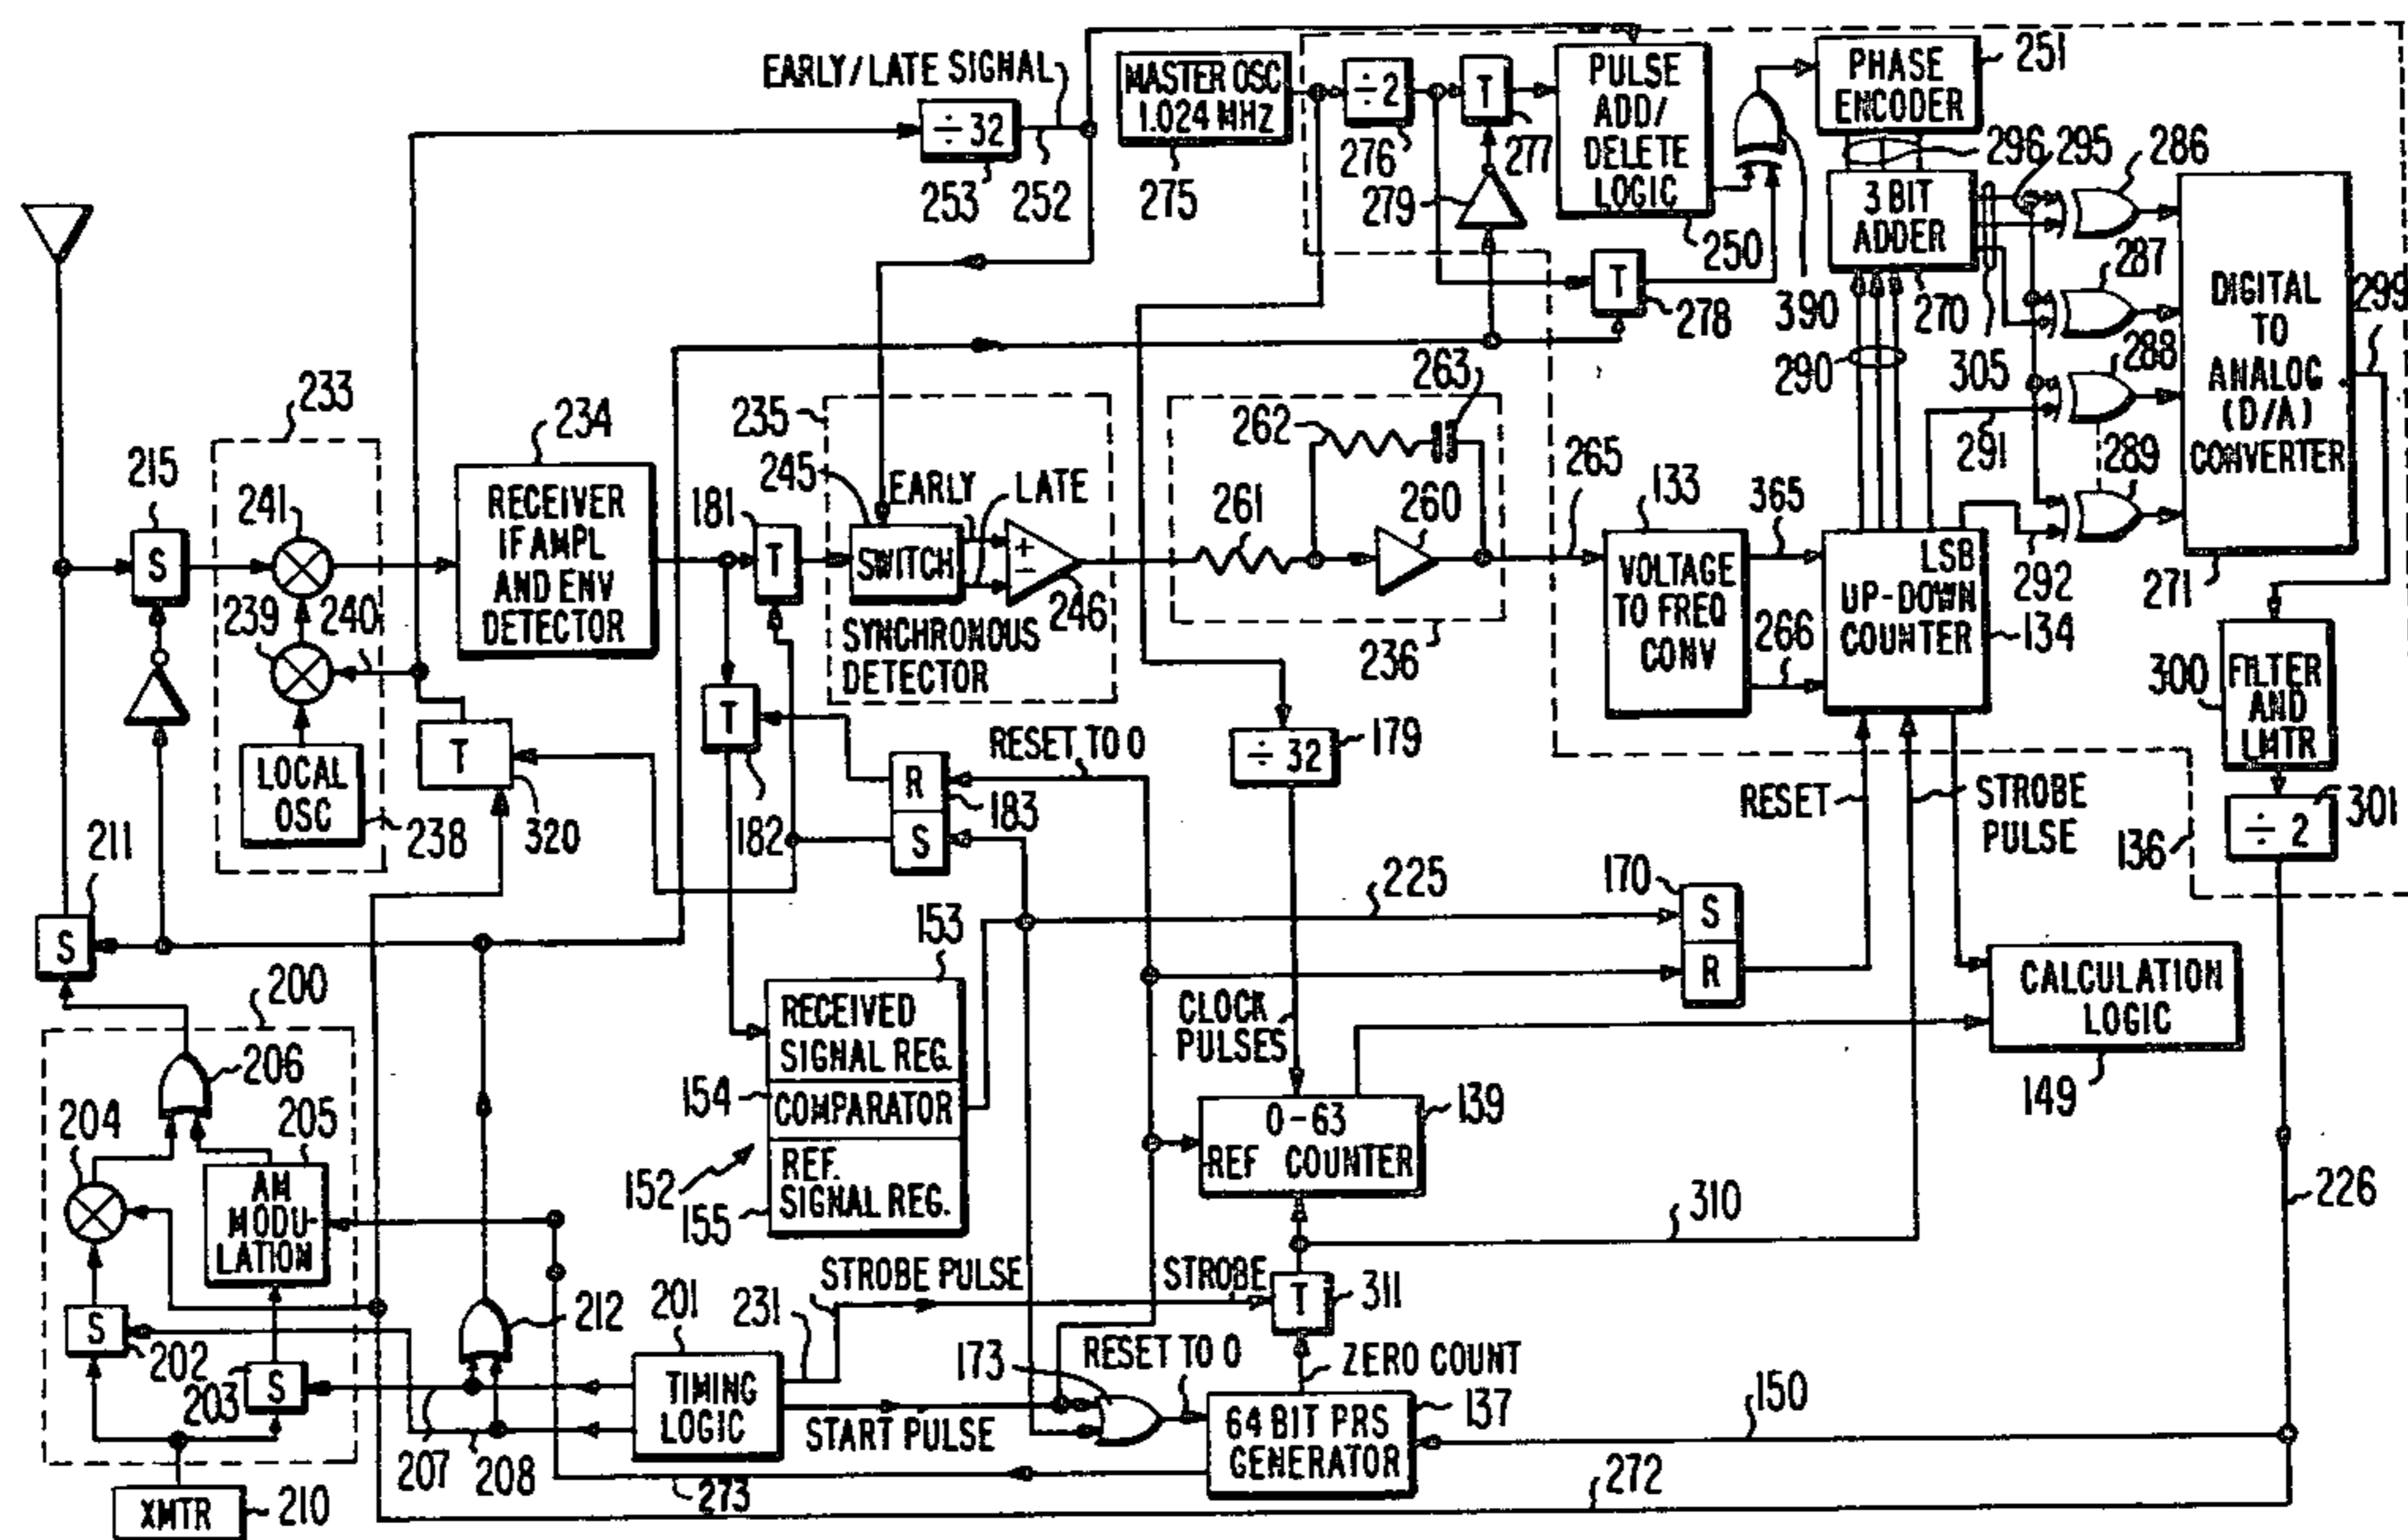 EARLY/LATE SIGNAL
÷ 32
253
252
MASTER OSC
1.024 MHZ
275
÷2
276
T
277
279
PULSE
ADD/
DELETE
LOGIC
250
PHASE
ENCODER
251
296
295
286
3 BIT
ADDER
270
390
T
278
287
290
305
288
291
289
292
DIGITAL
TO
ANALOG
(D/A)
CONVERTER
299
271
233
215
S
241
239
240
LOCAL
OSC
238
234
RECEIVER
IF AMPL
AND ENV
DETECTOR
181
T
235
245
EARLY
LATE
SWITCH
246
SYNCHRONOUS
DETECTOR
262
263
261
260
236
265
133
VOLTAGE
TO FREQ
CONV
365
266
LSB
UP-DOWN
COUNTER
134
300
FILTER
AND
LMTR
÷ 2
301
T
320
T
182
R
S
183
RESET TO 0
÷ 32
179
RESET
STROBE
PULSE
136
211
S
225
170
S
R
153
RECEIVED
SIGNAL REG.
154
COMPARATOR
152
155
REF.
SIGNAL REG.
CLOCK
PULSES
CALCULATION
LOGIC
149
0-63
REF COUNTER
139
200
206
204
205
AM
MODU-
LATION
S
202
203
S
212
207
208
XMTR
210
201
TIMING
LOGIC
231
STROBE PULSE
STROBE
T
311
310
226
START PULSE
173
RESET TO 0
ZERO COUNT
64 BIT PRS
GENERATOR
137
150
273
272